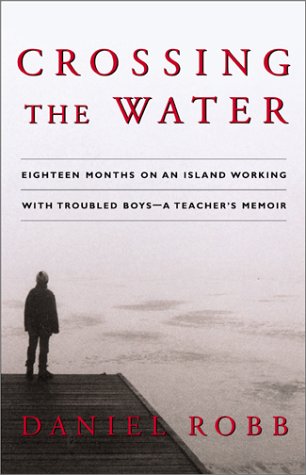 CROSSING
THE WATER
EIGHTEEN MONTHS ON AN ISLAND WORKING
WITH TROUBLED BOYS—A TEACHER'S MEMOIR
DANIEL ROBB